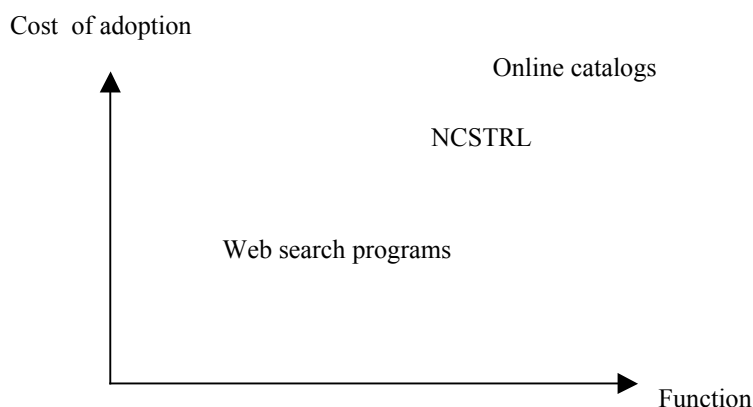 Cost of adoption
Online catalogs
NCSTRL
Web search programs
Function